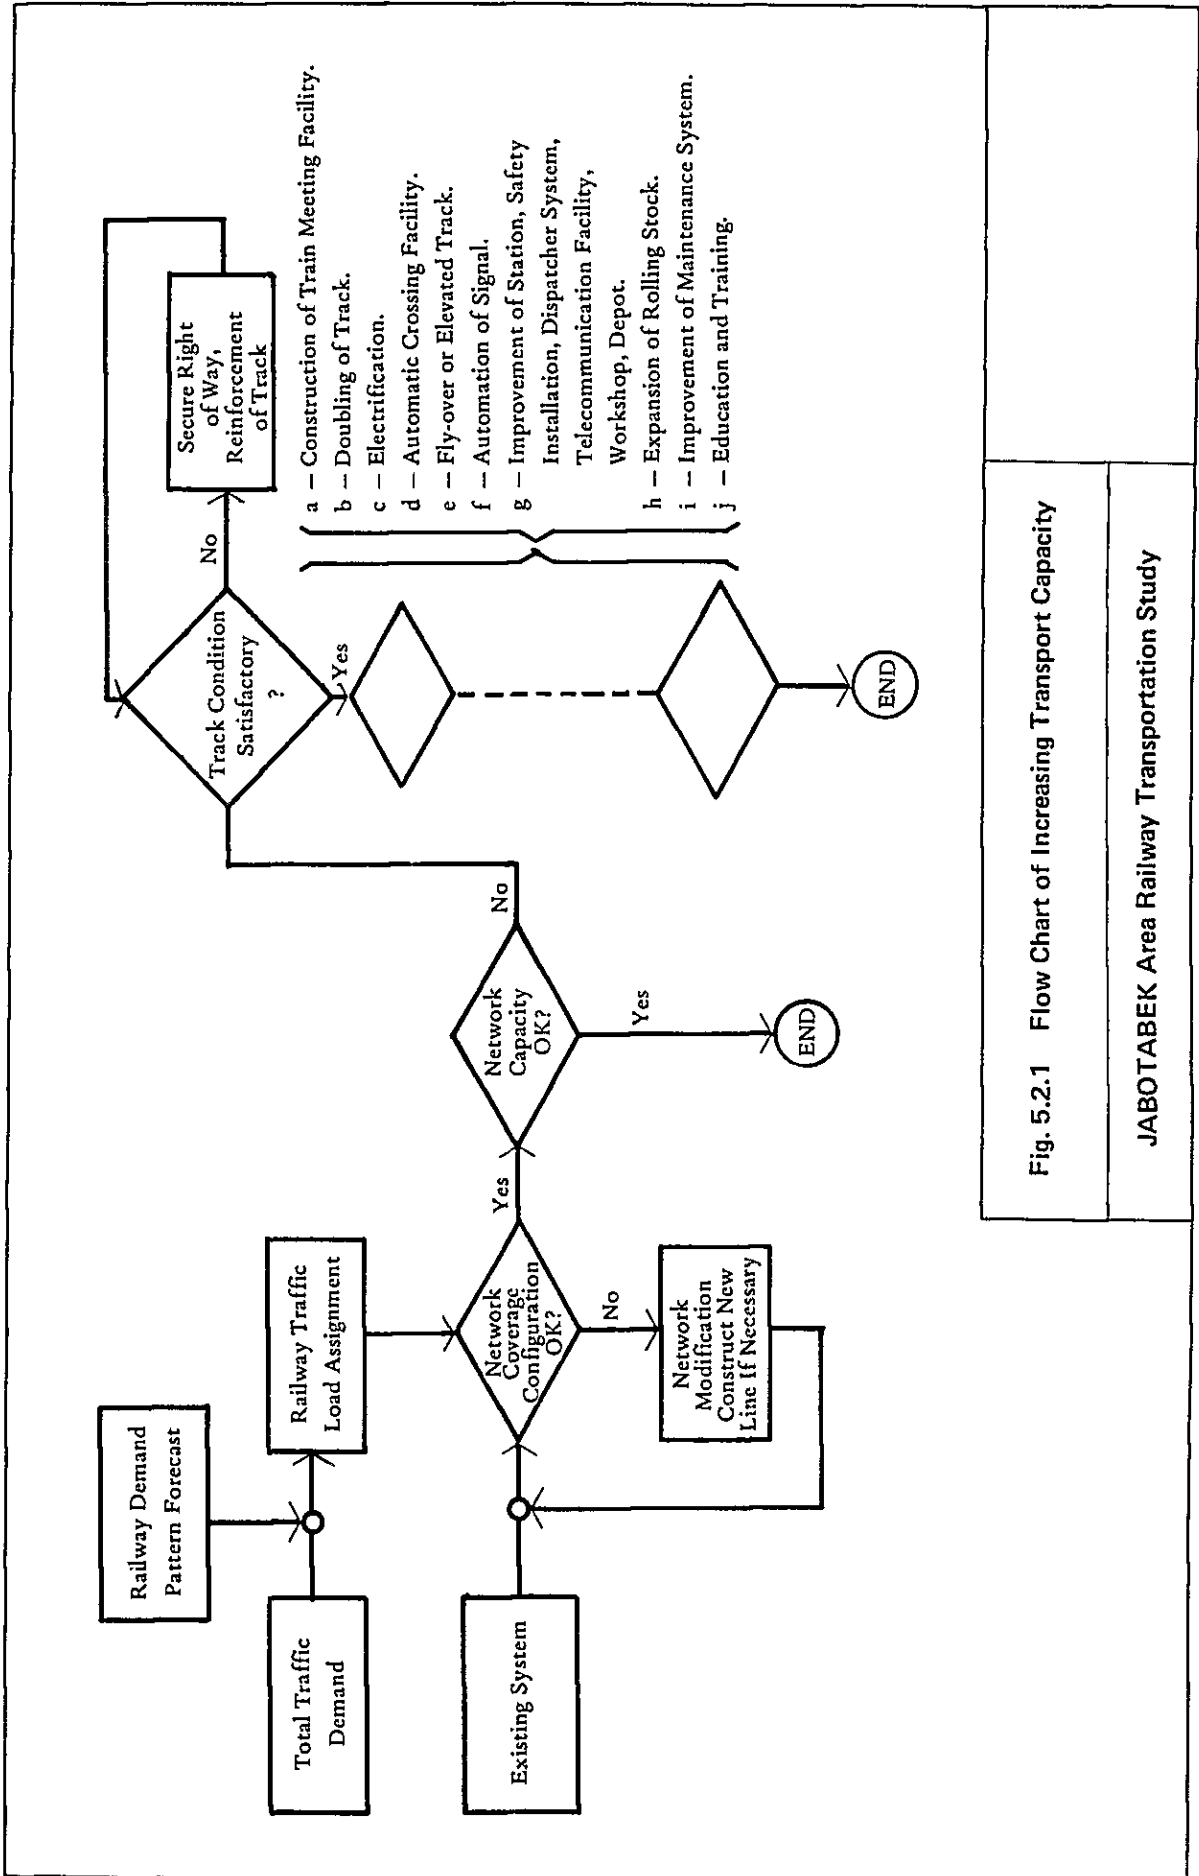 Railway Demand
Pattern Forecast
Total Traffic
Demand
Railway Traffic
Load Assignment
Existing System
Network
Coverage
Configuration
OK?
Yes
No
Network
Modification
Construct New
Line If Necessary
Network
Capacity
OK?
No
Yes
END
Track Condition
Satisfactory
?
No
Yes
Secure Right
of Way,
Reinforcement
of Track
END
a — Construction of Train Meeting Facility.
b — Doubling of Track.
c — Electrification.
d — Automatic Crossing Facility.
e — Fly-over or Elevated Track.
f — Automation of Signal.
g — Improvement of Station, Safety
Installation, Dispatcher System,
Telecommunication Facility,
Workshop, Depot.
h — Expansion of Rolling Stock.
i — Improvement of Maintenance System.
j — Education and Training.
Fig. 5.2.1 Flow Chart of Increasing Transport Capacity
JABOTABEK Area Railway Transportation Study